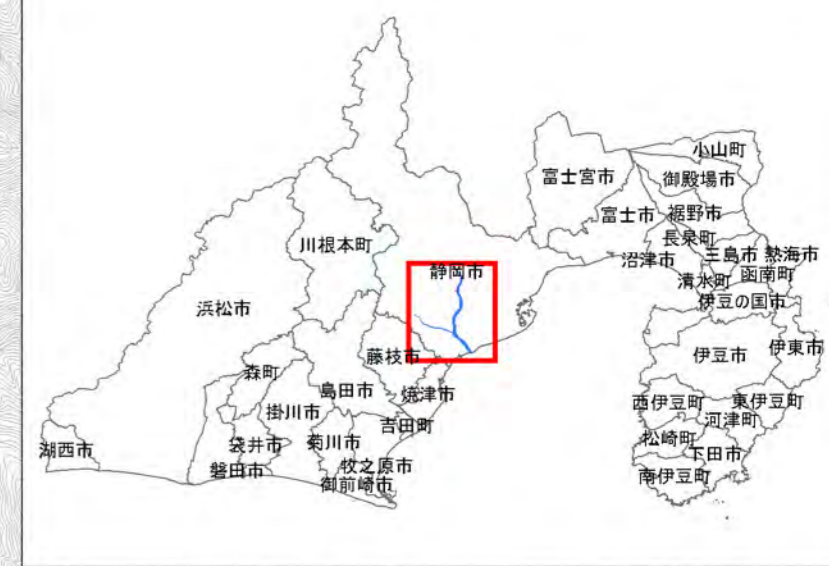 小山町
富士宮市
御殿場市
富士市
裾野市
長泉町
川根本町
三島市
熱海市
沼津市
静岡市
函南町
清水町
伊豆の国市
浜松市
伊豆市
伊東市
藤枝市
森町
島田市
焼津市
西伊豆町
東伊豆町
掛川市
河津町
吉田町
湖西市
袋井市
菊川市
松崎町
下田市
磐田市
牧之原市
南伊豆町
御前崎市